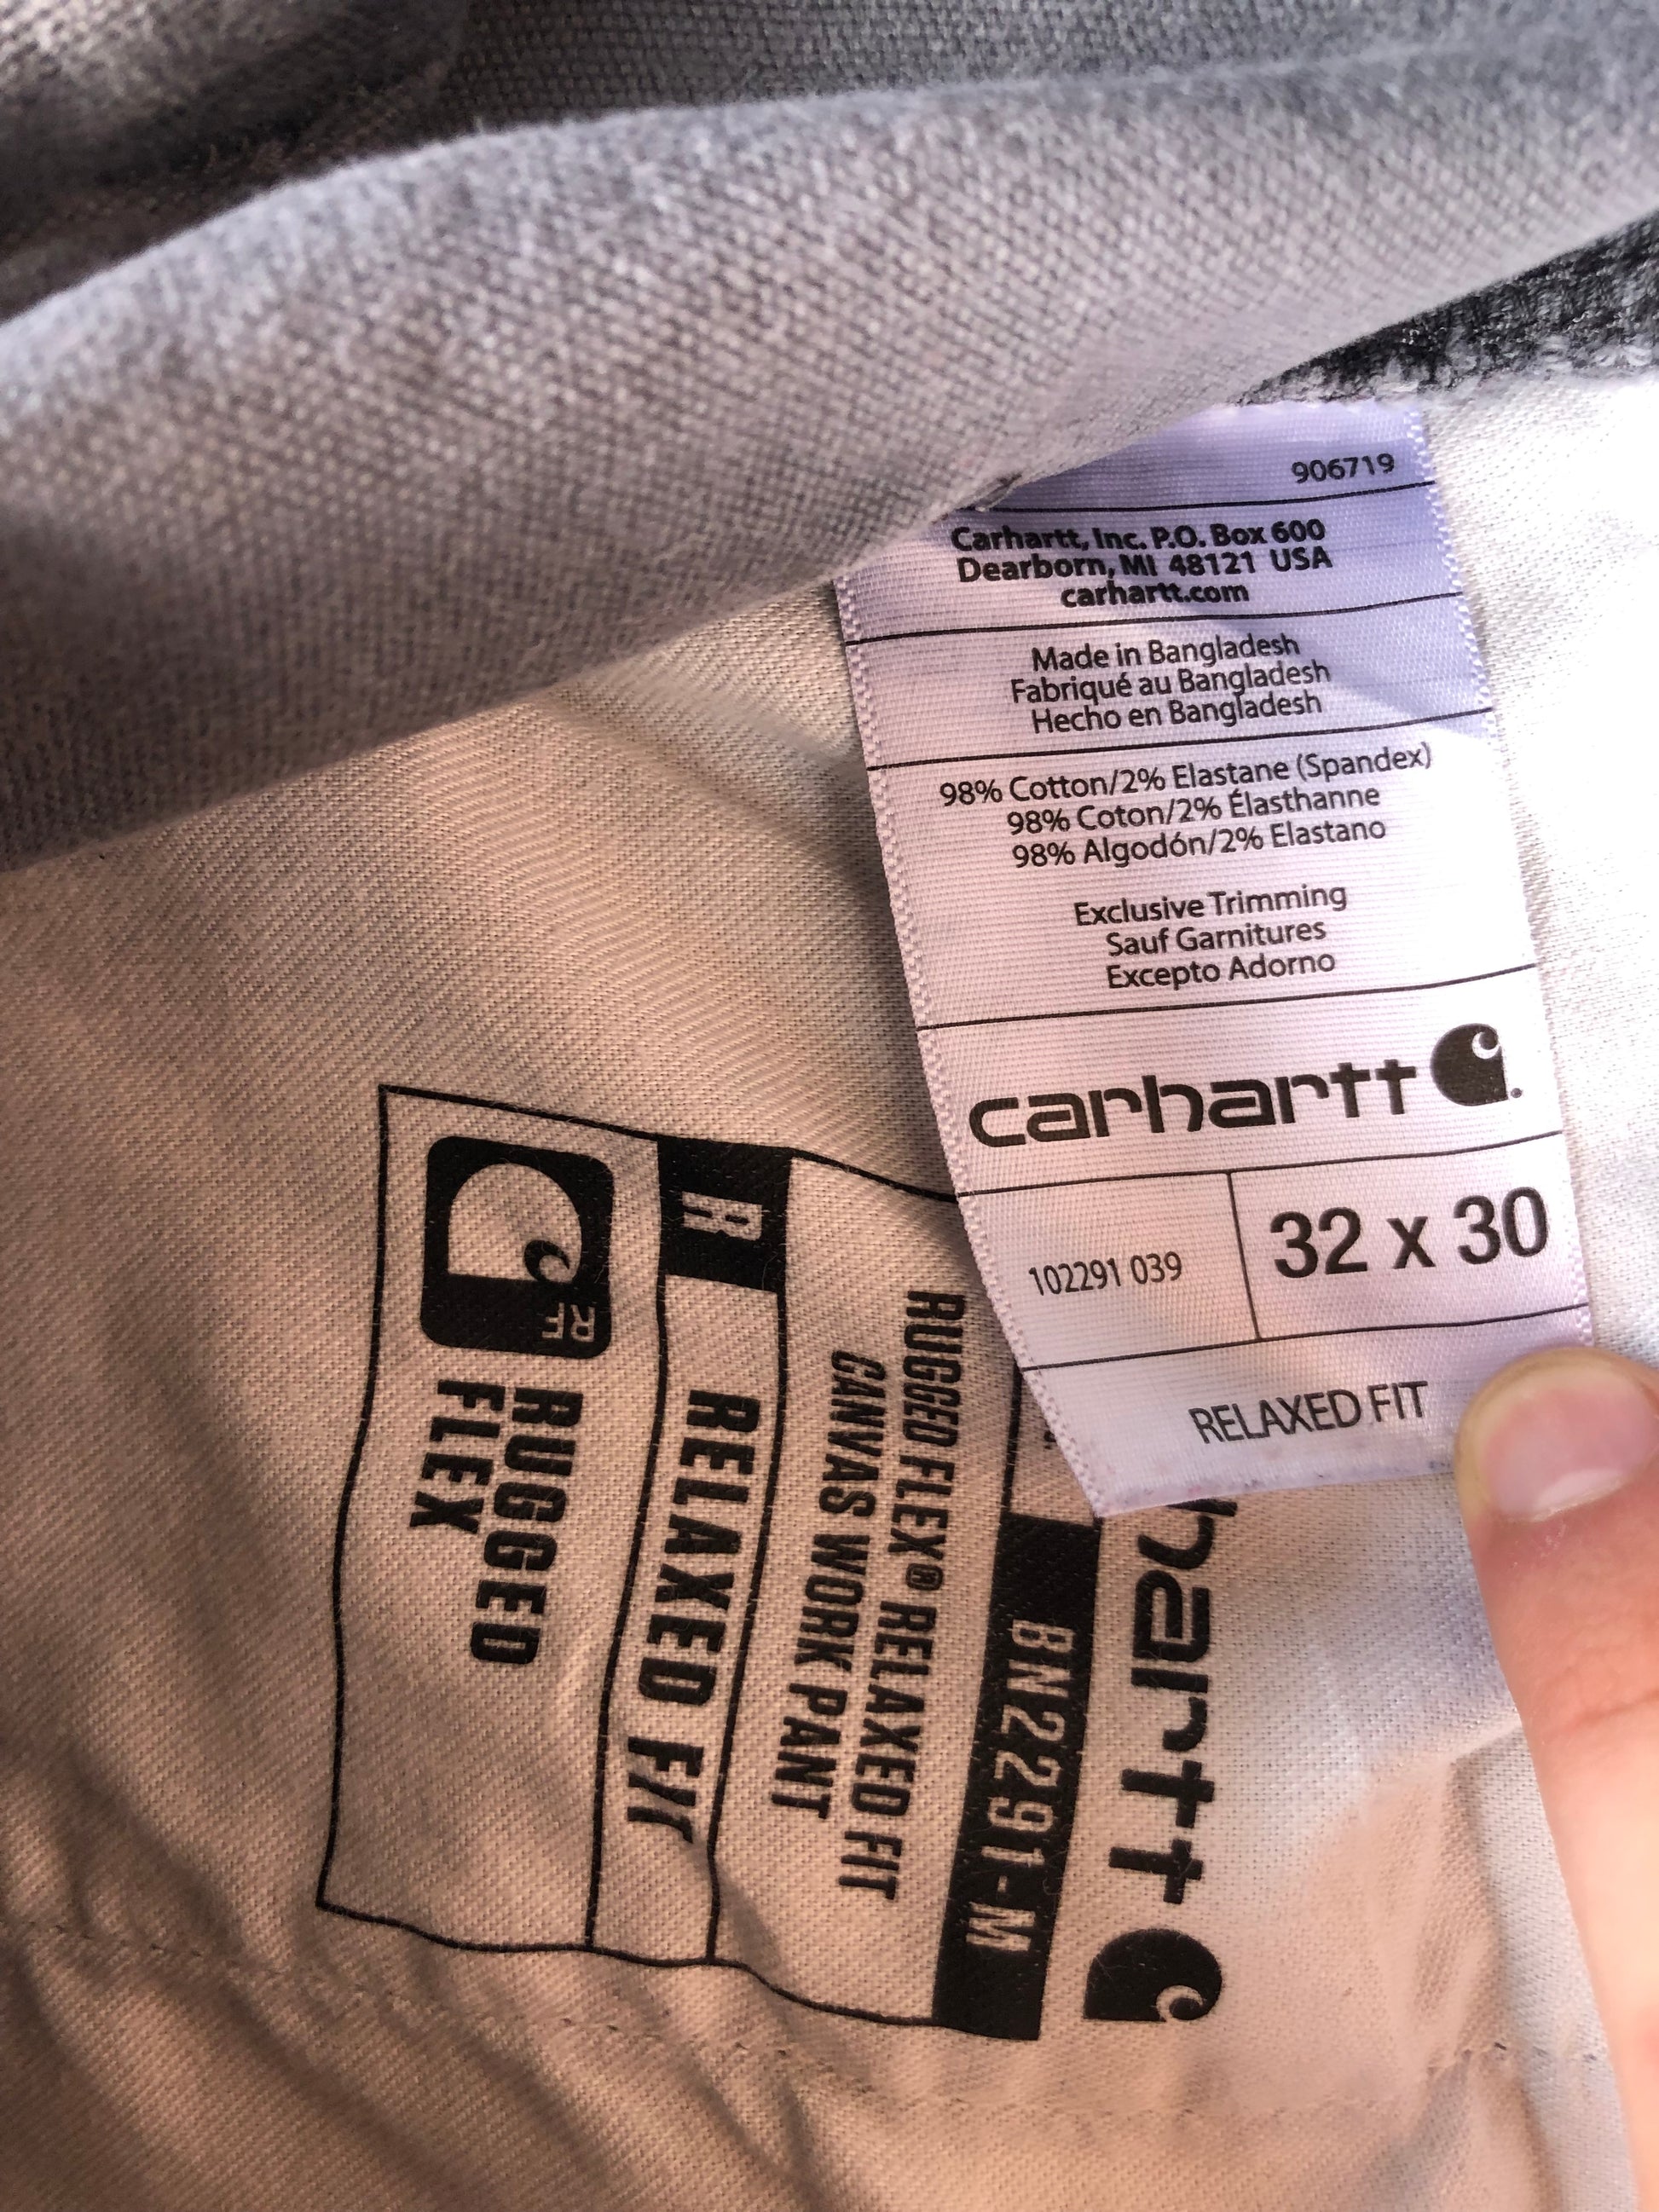 906719
Carhartt, Inc. P.O. Box 600
Dearborn, MI 48121 USA
carhartt.com
Made in Bangladesh
Fabriqué au Bangladesh
Hecho en Bangladesh
98% Cotton/2% Elastane (Spandex)
98% Coton/2% Élasthanne
98% Algodón/2% Elastano
Exclusive Trimming
Sauf Garnitures
Excepto Adorno
carhartt
102291 039
32 x 30
RELAXED FIT
hartt
BN2291-M
RUGGED FLEX® RELAXED FIT
CANVAS WORK PANT
R
RELAXED FIT
RF
RUGGED
FLEX